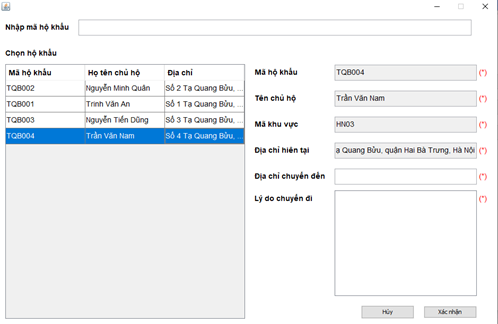 Nhập mã hộ khẩu
Chọn hộ khẩu
Mã hộ khẩu Họ tên chủ hộ Địa chỉ
TQB002 Nguyễn Minh Quân Số 2 Tạ Quang Bửu, ...
TQB001 Trinh Văn An Số 1 Tạ Quang Bửu, ...
TQB003 Nguyễn Tiến Dũng Số 3 Tạ Quang Bửu, ...
TQB004 Trần Văn Nam Số 4 Tạ Quang Bửu, ...
Mã hộ khẩu TQB004 (*)
Tên chủ hộ Trần Văn Nam (*)
Mã khu vực HN03 (*)
Địa chỉ hiện tại ạ Quang Bửu, quận Hai Bà Trưng, Hà Nội (*)
Địa chỉ chuyển đến (*)
Lý do chuyển đi (*)
Hủy Xác nhận